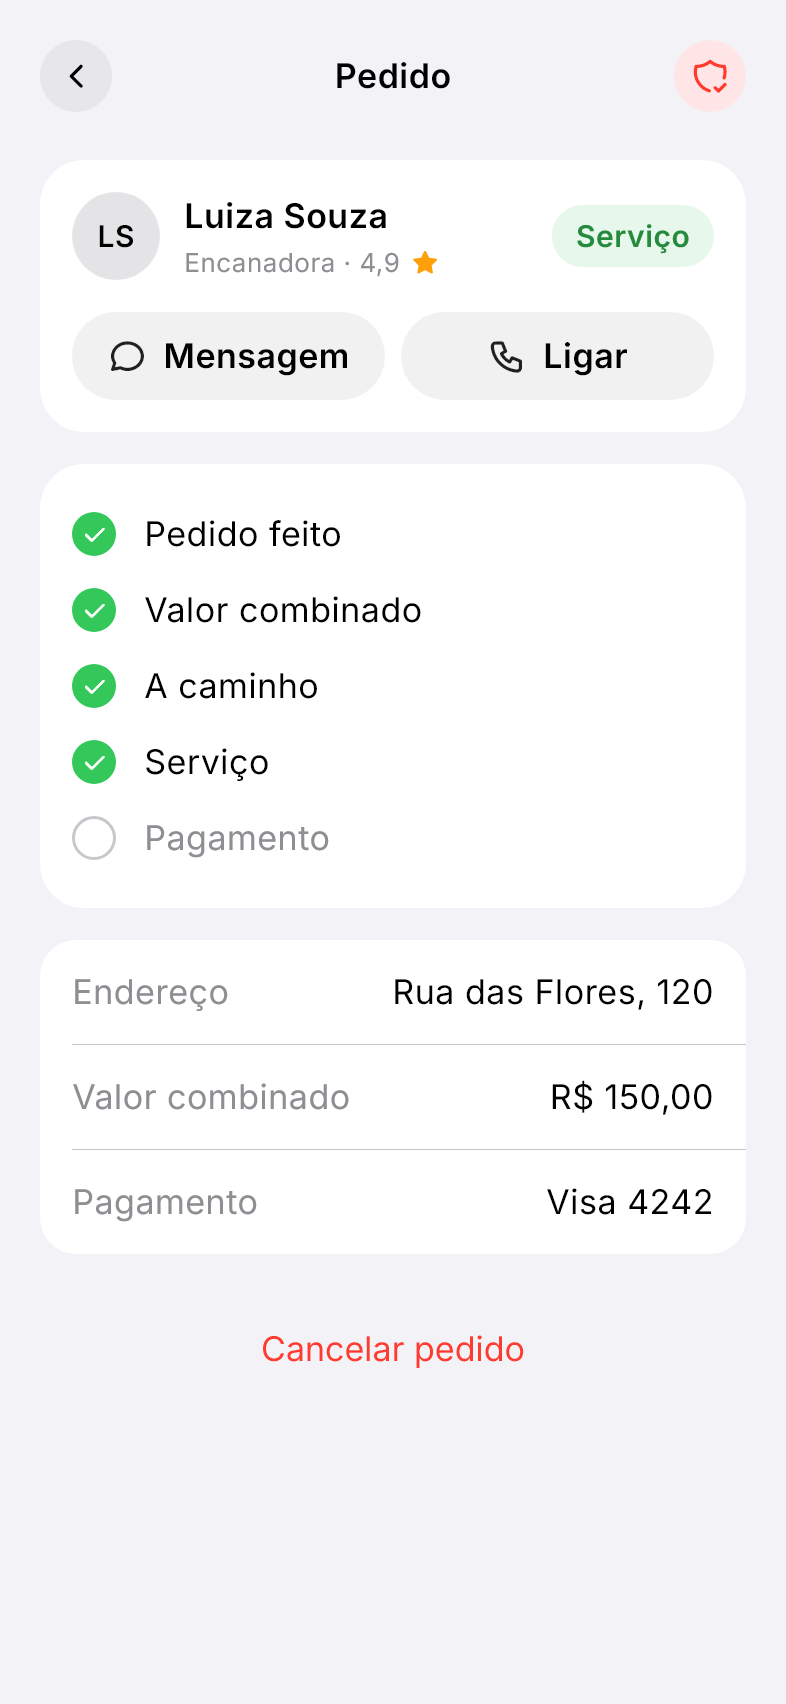 Pedido
LS
Luiza Souza
Encanadora · 4,9
Serviço
Mensagem
Ligar
Pedido feito
Valor combinado
A caminho
Serviço
Pagamento
Endereço Rua das Flores, 120
Valor combinado R$ 150,00
Pagamento Visa 4242
Cancelar pedido